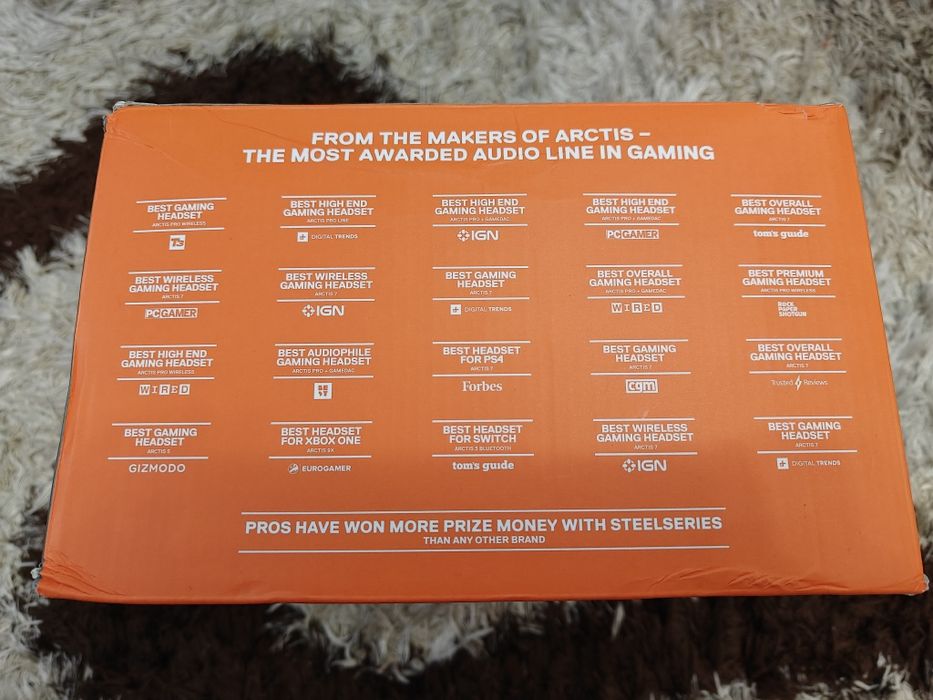 FROM THE MAKERS OF ARCTIS –
THE MOST AWARDED AUDIO LINE IN GAMING
BEST GAMING
HEADSET
ARCTIS PRO WIRELESS
BEST HIGH END
GAMING HEADSET
ARCTIS PRO LINE
DIGITAL TRENDS
BEST HIGH END
GAMING HEADSET
ARCTIS PRO + GAMEDAC
IGN
BEST HIGH END
GAMING HEADSET
ARCTIS PRO + GAMEDAC
PC GAMER
BEST OVERALL
GAMING HEADSET
ARCTIS 7
tom's guide
BEST WIRELESS
GAMING HEADSET
ARCTIS 7
PC GAMER
BEST WIRELESS
GAMING HEADSET
ARCTIS 7
IGN
BEST GAMING
HEADSET
ARCTIS 7
DIGITAL TRENDS
BEST OVERALL
GAMING HEADSET
ARCTIS PRO + GAMEDAC
WIRED
BEST PREMIUM
GAMING HEADSET
ARCTIS PRO WIRELESS
ROCK
PAPER
SHOTGUN
BEST HIGH END
GAMING HEADSET
ARCTIS PRO WIRELESS
WIRED
BEST AUDIOPHILE
GAMING HEADSET
ARCTIS PRO + GAMEDAC
BEST HEADSET
FOR PS4
ARCTIS 7
Forbes
BEST GAMING
HEADSET
ARCTIS 7
cgm
BEST OVERALL
GAMING HEADSET
ARCTIS 7
Trusted Reviews
BEST GAMING
HEADSET
ARCTIS 5
GIZMODO
BEST HEADSET
FOR XBOX ONE
ARCTIS 9X
EUROGAMER
BEST HEADSET
FOR SWITCH
ARCTIS 3 BLUETOOTH
tom's guide
BEST WIRELESS
GAMING HEADSET
ARCTIS 7
IGN
BEST GAMING
HEADSET
DIGITAL TRENDS
PROS HAVE WON MORE PRIZE MONEY WITH STEELSERIES
THAN ANY OTHER BRAND